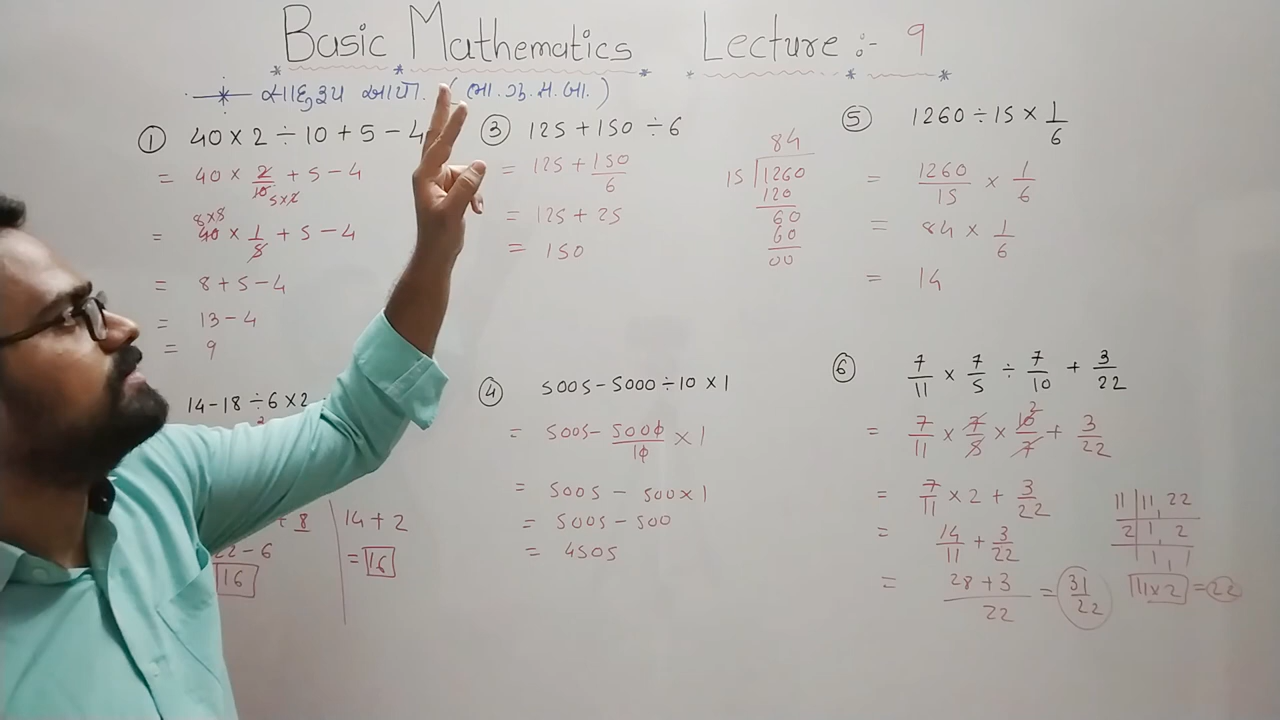 Basic Mathematics Lecture :- 9
સાદુરૂપ આપો. (ભા. ગુ. સ. બા.)
① 40 × 2 ÷ 10 + 5 - 4
= 40 × 2/10 + 5 - 4
5×2
8×8
= 40 × 1/5 + 5 - 4
= 8 + 5 - 4
= 13 - 4
= 9
14 - 18 ÷ 6 × 2
+ 8
22 - 6
16
14 + 2
= 16
③ 125 + 150 ÷ 6
= 125 + 150/6
= 125 + 25
= 150
84
15 1260
120
60
60
00
④ 5005 - 5000 ÷ 10 × 1
= 5005 - 5000/10 × 1
= 5005 - 500 × 1
= 5005 - 500
= 4505
⑤ 1260 ÷ 15 × 1/6
= 1260/15 × 1/6
= 84 × 1/6
= 14
⑥ 7/11 × 7/5 ÷ 7/10 + 3/22
2
= 7/11 × 7/5 × 10/7 + 3/22
= 7/11 × 2 + 3/22
= 14/11 + 3/22
= 28 + 3/22 = 31/22
11 | 11, 22
2 | 1, 2
1, 1
11×2 = 22